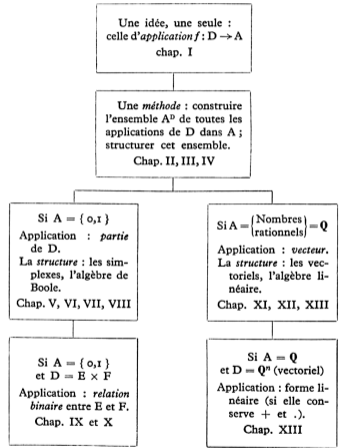 Une idée, une seule :
celle d'application f : D → A
chap. I
Une méthode : construire
l'ensemble Aᴰ de toutes les
applications de D dans A ;
structurer cet ensemble.
Chap. II, III, IV
Si A = { 0,1 }
Application : partie
de D.
La structure : les sim-
plexes, l'algèbre de
Boole.
Chap. V, VI, VII, VIII
Si A = (Nombres rationnels) = Q
Application : vecteur.
La structure : les vec-
toriels, l'algèbre li-
néaire.
Chap. XI, XII, XIII
Si A = { 0,1 }
et D = E × F
Application : relation
binaire entre E et F.
Chap. IX et X
Si A = Q
et D = Qⁿ (vectoriel)
Application : forme li-
néaire (si elle
conserve + et .).
Chap. XIII